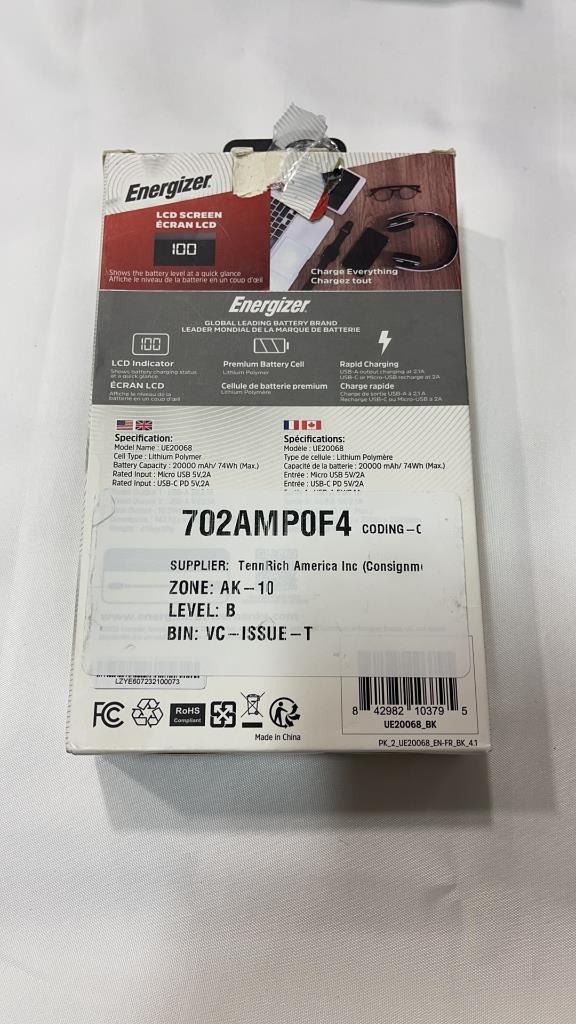 Energizer
LCD SCREEN
ÉCRAN LCD
100
Shows the battery level at a quick glance
Affiche le niveau de la batterie en un coup d'œil
Charge Everything
Chargez tout
Energizer
GLOBAL LEADING BATTERY BRAND
LEADER MONDIAL DE LA MARQUE DE BATTERIE
100
LCD Indicator
Shows battery charging status
at a quick glance
ÉCRAN LCD
Affiche le niveau de la
batterie en un coup d'œil
Premium Battery Cell
Lithium Polymer
Cellule de batterie premium
Lithium Polymère
Rapid Charging
USB-A output charging at 2.1A
USB-C or Micro-USB recharge at 2A
Charge rapide
Charge de sortie USB-A à 2.1 A
Recharge USB-C ou Micro-USB à 2A
Specification:
Model Name : UE20068
Cell Type : Lithium Polymer
Battery Capacity : 20000 mAh/ 74Wh (Max.)
Rated Input : Micro USB 5V,2A
Rated Input : USB-C PD 5V,2A
Spécifications:
Modèle : UE20068
Type de cellule : Lithium Polymère
Capacité de la batterie : 20000 mAh/ 74Wh (Max.)
Entrée : Micro USB 5V/2A
Entrée : USB-C PD 5V/2A
702AMP0F4 CODING-C
SUPPLIER: TennRich America Inc (Consignm
ZONE: AK-10
LEVEL: B
BIN: VC-ISSUE-T
LZYE607232100073
FC
RoHS
Compliant
Made in China
8 42982 10379 5
UE20068_BK
PK_2_UE20068_EN-FR_BK_4.1